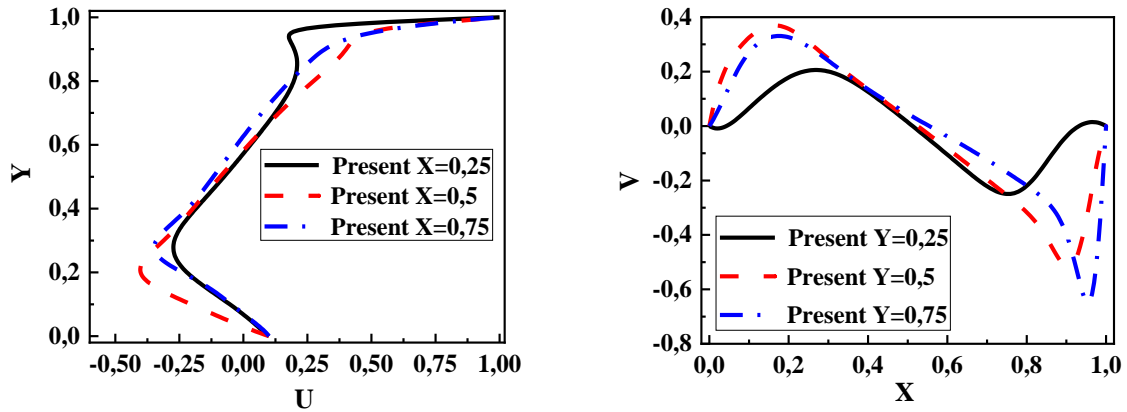 Y
1,0
0,8
0,6
0,4
0,2
0,0
Present X=0,25
Present X=0,5
Present X=0,75
-0,50 -0,25 0,00 0,25 0,50 0,75 1,00
U
V
0,4
0,2
0,0
-0,2
-0,4
-0,6
-0,8
Present Y=0,25
Present Y=0,5
Present Y=0,75
0,0 0,2 0,4 0,6 0,8 1,0
X